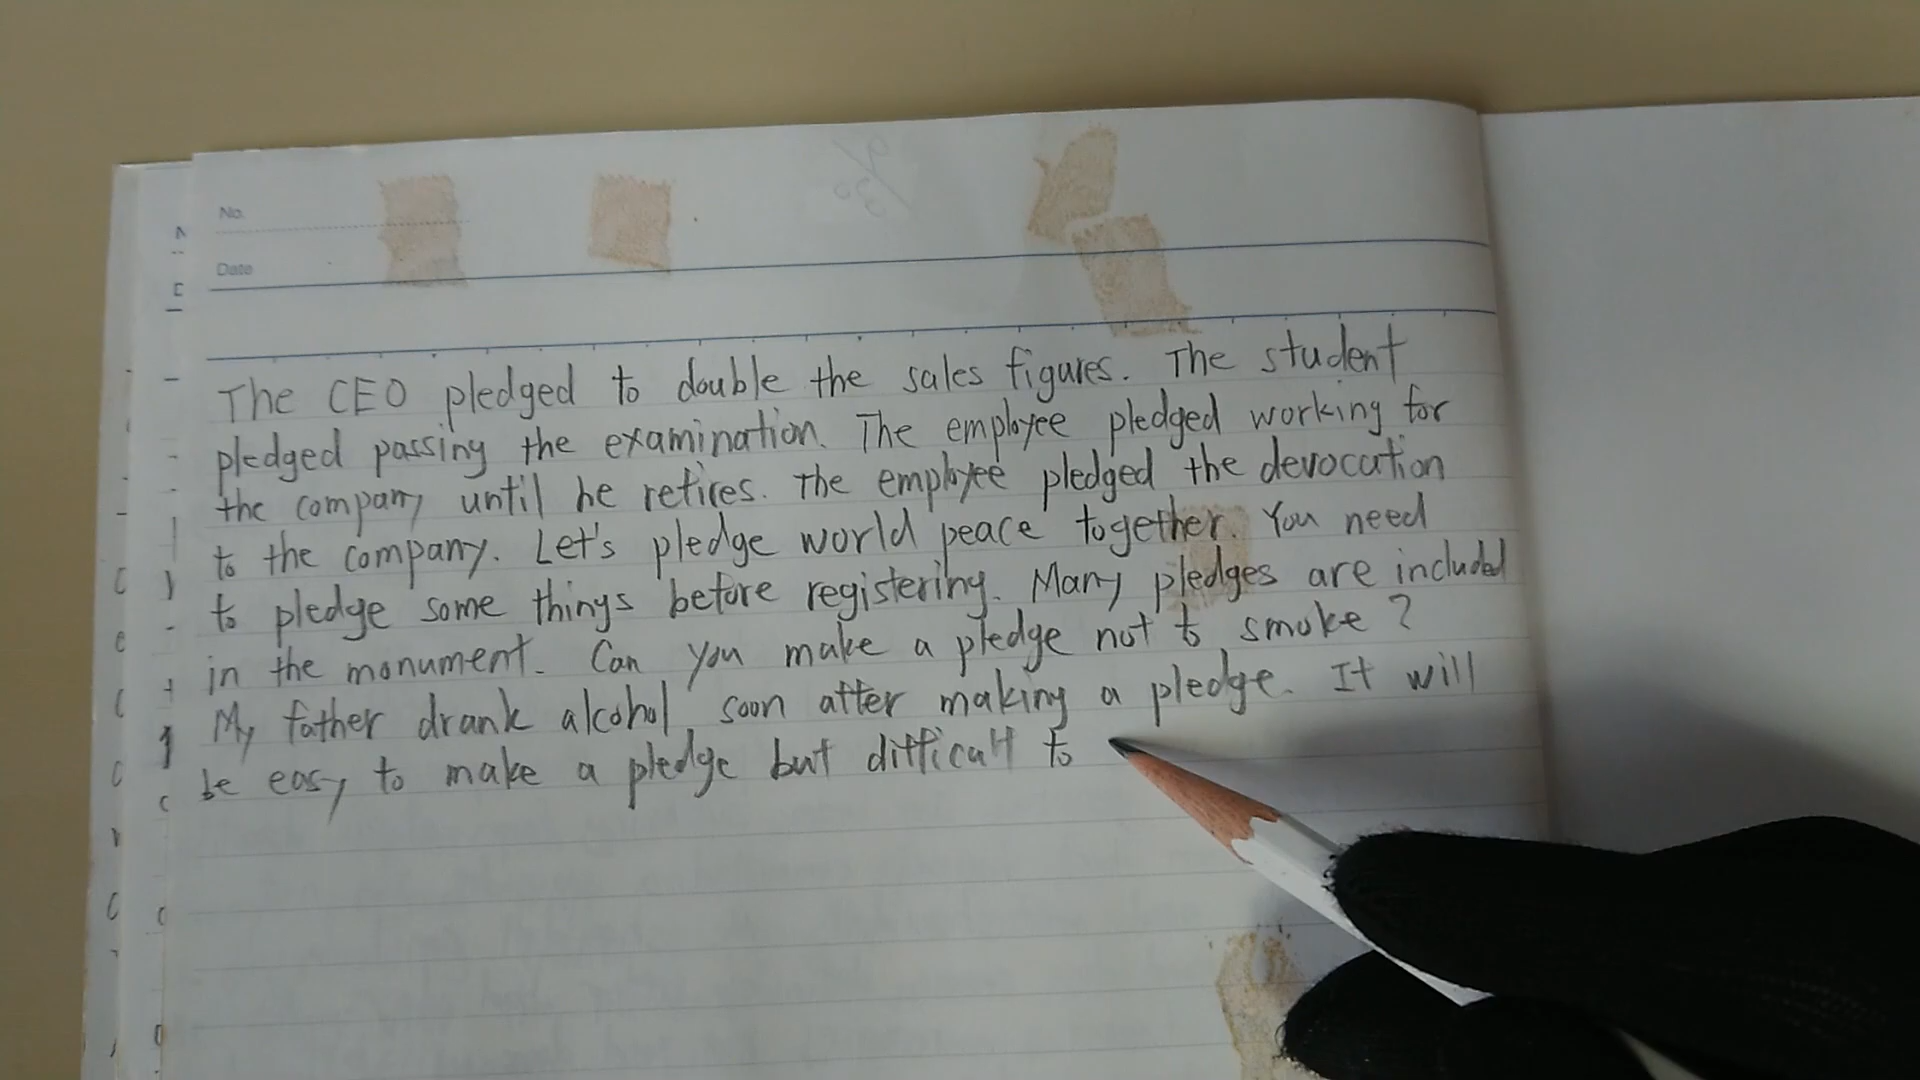 No.
Date
The CEO pledged to double the sales figures. The student
pledged passing the examination. The employee pledged working for
the company until he retires. The employee pledged the devocation
to the company. Let's pledge world peace together. You need
to pledge some things before registering. Many pledges are included
in the monument. Can you make a pledge not to smoke?
My father drank alcohol soon after making a pledge. It will
be easy to make a pledge but difficult to